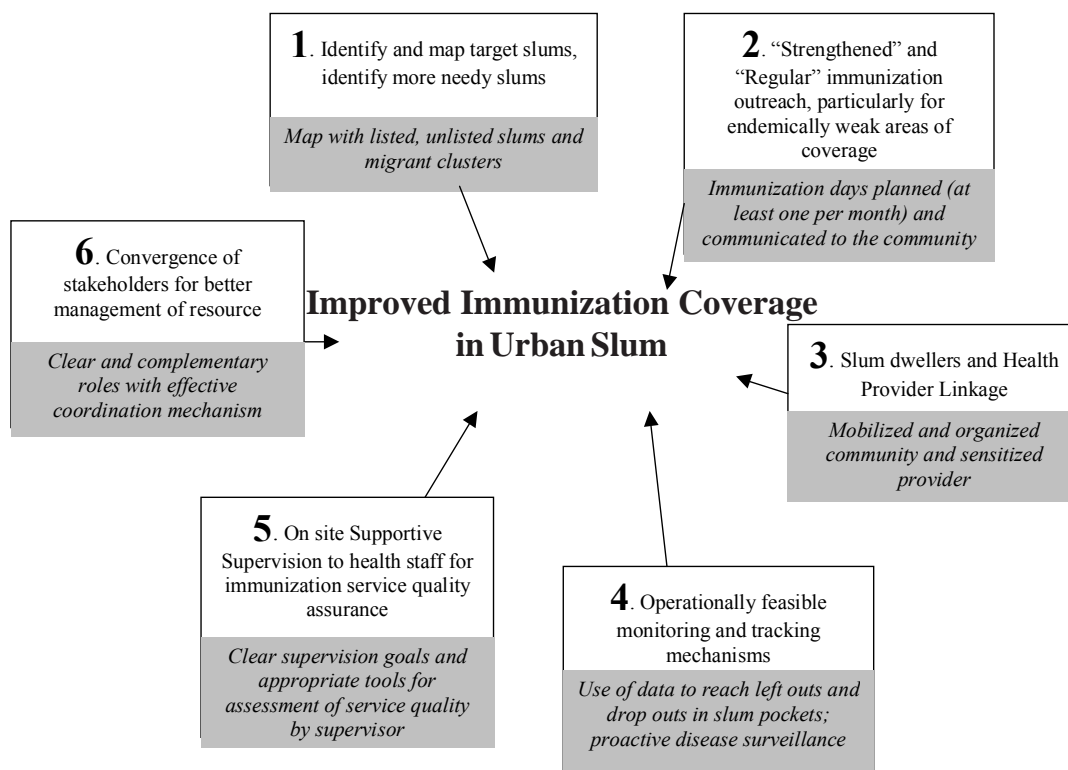 1. Identify and map target slums,
identify more needy slums
Map with listed, unlisted slums and
migrant clusters
2. “Strengthened” and
“Regular” immunization
outreach, particularly for
endemically weak areas of
coverage
Immunization days planned (at
least one per month) and
communicated to the community
6. Convergence of
stakeholders for better
management of resource
Clear and complementary
roles with effective
coordination mechanism
Improved Immunization Coverage
in Urban Slum
3. Slum dwellers and Health
Provider Linkage
Mobilized and organized
community and sensitized
provider
5. On site Supportive
Supervision to health staff for
immunization service quality
assurance
Clear supervision goals and
appropriate tools for
assessment of service quality
by supervisor
4. Operationally feasible
monitoring and tracking
mechanisms
Use of data to reach left outs and
drop outs in slum pockets;
proactive disease surveillance